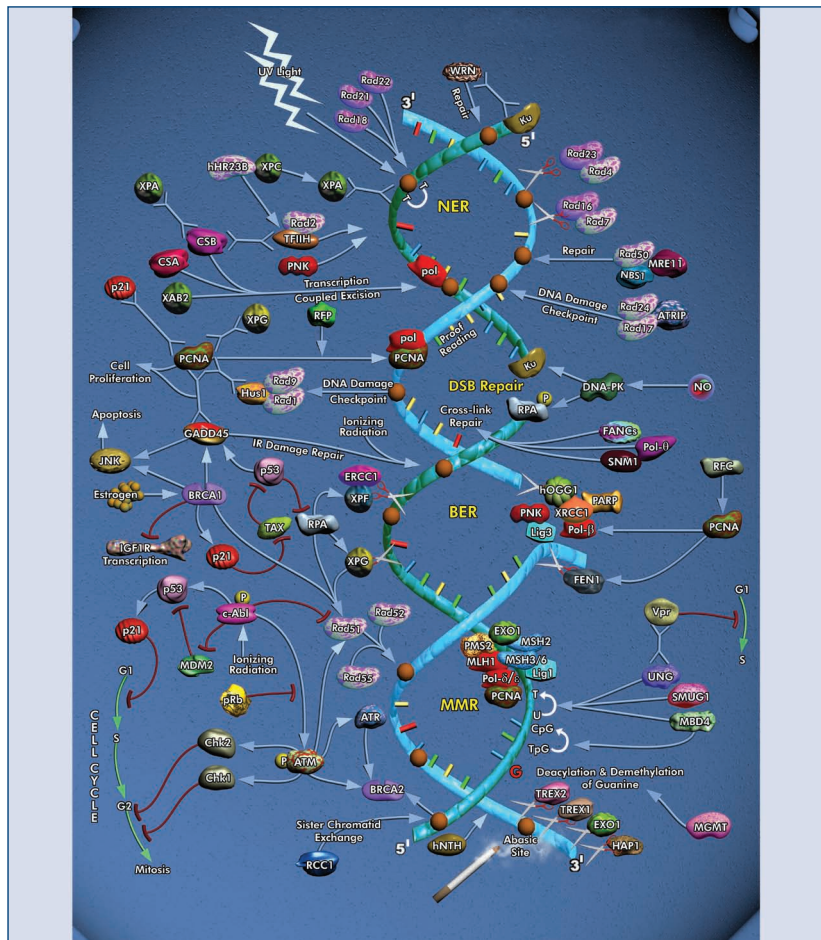 UV Light
Rad22
Rad21
Rad18
WRN
Repair
3'
Ku
5'
Rad23
Rad4
hHR23B
XPC
XPA
XPA
T
T
NER
Rad16
Rad7
Rad2
TFIIH
CSB
CSA
PNK
pol
Repair
Rad50
MRE11
NBS1
p21
XAB2
Transcription
Coupled Excision
DNA Damage
Checkpoint
Rad24
ATRIP
Rad17
XPG
RFP
pol
PCNA
Proof
Reading
PCNA
Cell
Proliferation
Ku
DSB Repair
DNA-PK
NO
Rad9
Hus1
Rad1
DNA Damage
Checkpoint
P
RPA
Apoptosis
Ionizing
Radiation
Cross-link
Repair
FANCs
Pol-θ
SNM1
GADD45
IR Damage Repair
JNK
p53
ERCC1
XPF
hOGG1
RFC
Estrogen
BRCA1
PARP
XRCC1
PNK
BER
TAX
RPA
Lig3
Pol-β
PCNA
IGF1R
Transcription
p21
XPG
FEN1
p53
P
c-Abl
Rad52
Rad51
EXO1
PMS2
MSH2
MLH1
MSH3/6
Lig1
Vpr
G1
S
p21
MDM2
Ionizing
Radiation
Rad55
Pol-δ/ε
PCNA
UNG
G1
pRb
MMR
T
U
SMUG1
MBD4
CpG
TpG
CELL CYCLE
S
Chk2
ATR
P
ATM
Chk1
G
Deacylation & Demethylation
of Guanine
G2
BRCA2
TREX2
TREX1
EXO1
MGMT
HAP1
Sister Chromatid
Exchange
5'
hNTH
Abasic
Site
3'
RCC1
Mitosis